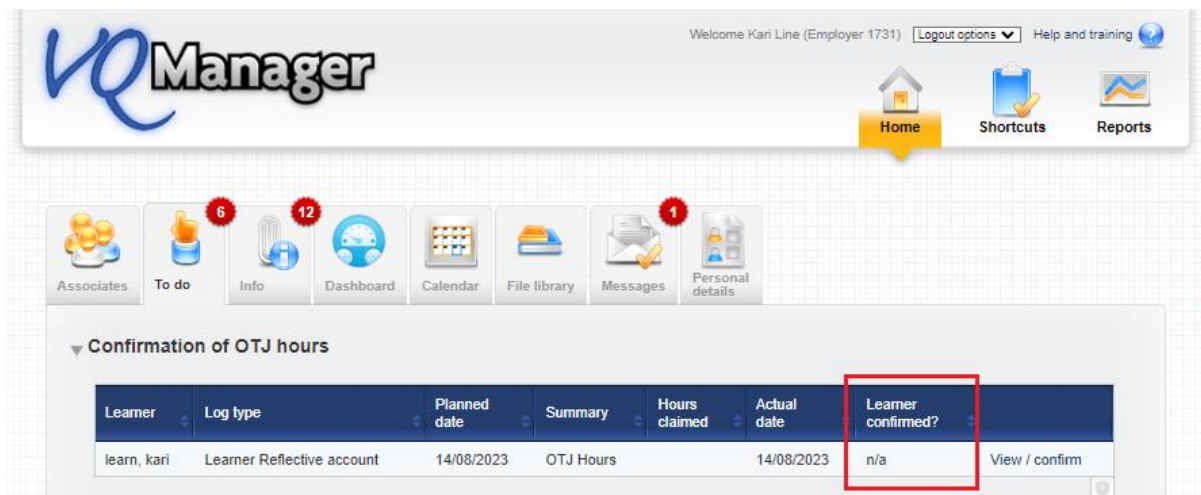 Welcome Kari Line (Employer 1731) Logout options Help and training ?
VQManager
Home Shortcuts Reports
6 12 1
Associates To do Info Dashboard Calendar File library Messages Personal details
Confirmation of OTJ hours
Learner Log type Planned date Summary Hours claimed Actual date Learner confirmed?
learn, kari Learner Reflective account 14/08/2023 OTJ Hours 14/08/2023 n/a View / confirm